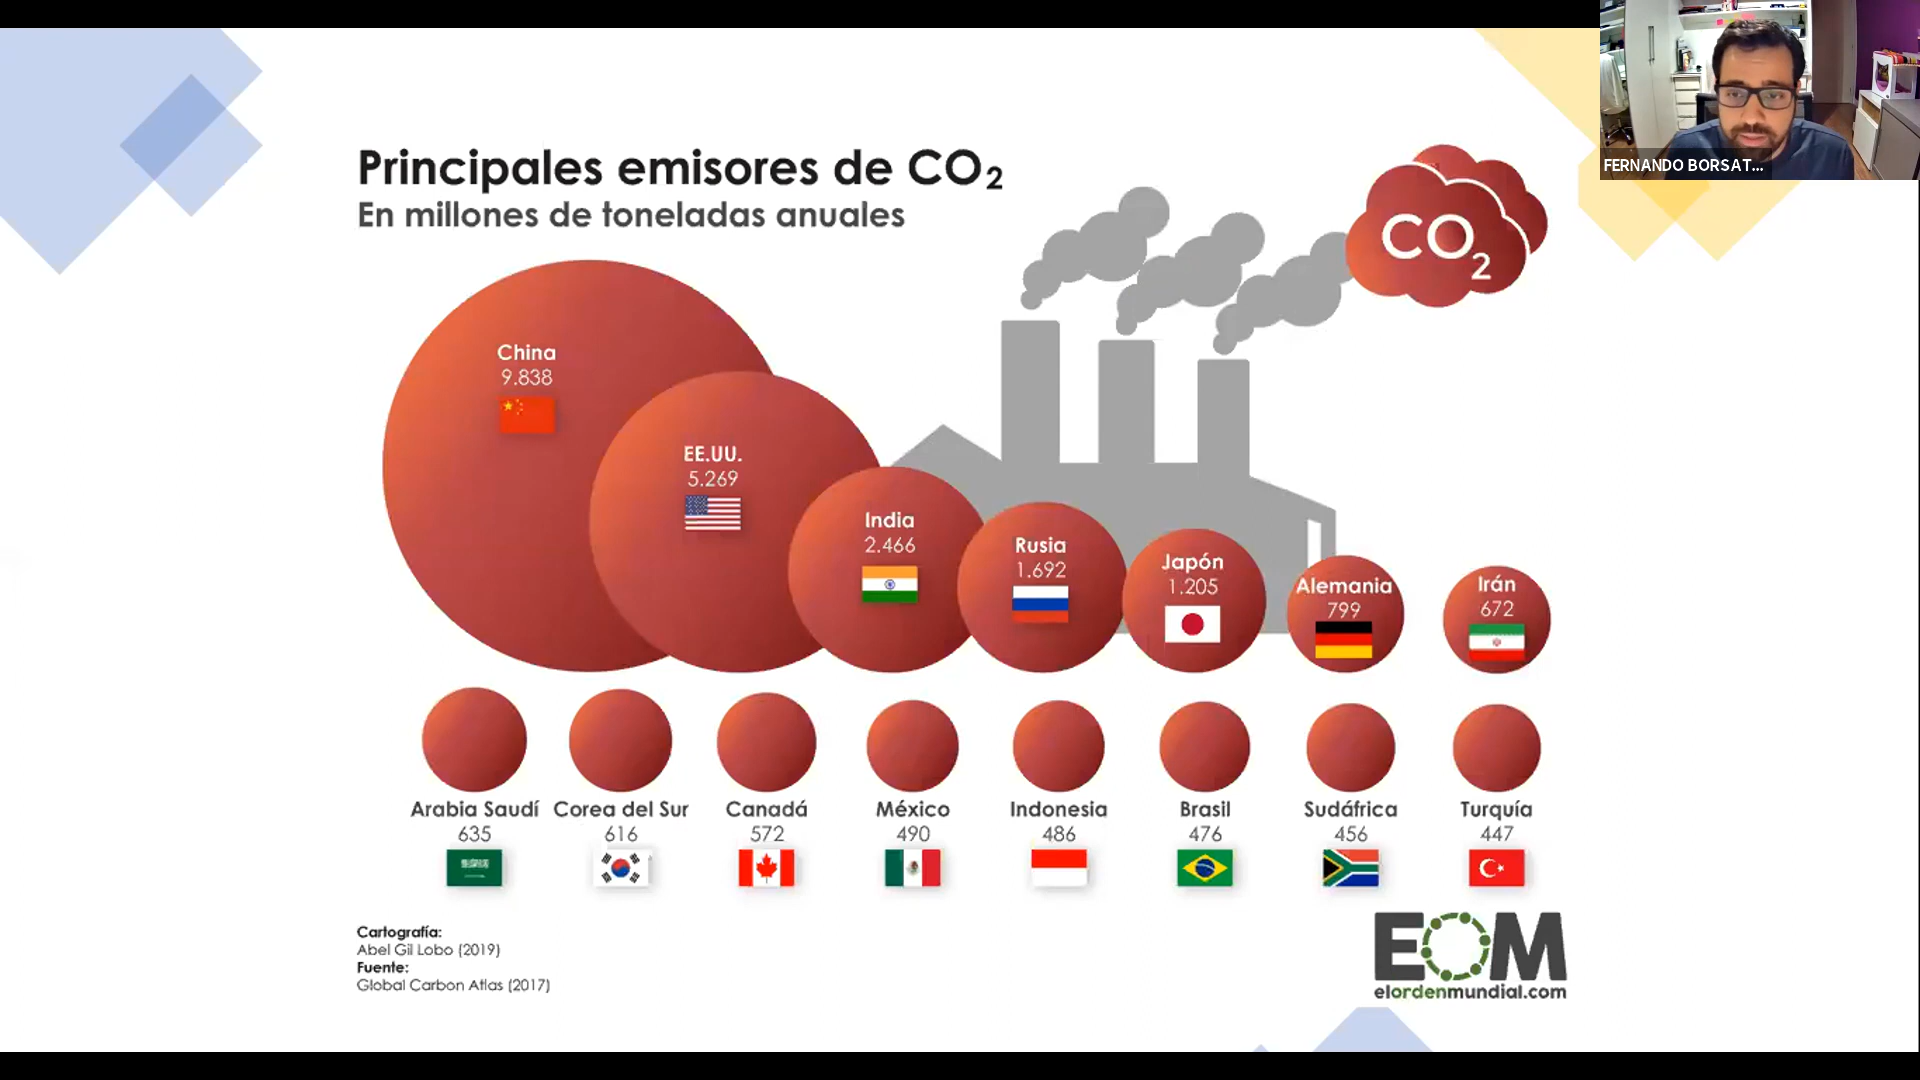 FERNANDO BORSAT...
Principales emisores de CO₂
En millones de toneladas anuales
CO₂
China
9.838
EE.UU.
5.269
India
2.466
Rusia
1.692
Japón
1.205
Alemania
799
Irán
672
Arabia Saudí
635
Corea del Sur
616
Canadá
572
México
490
Indonesia
486
Brasil
476
Sudáfrica
456
Turquía
447
Cartografía:
Abel Gil Lobo (2019)
Fuente:
Global Carbon Atlas (2017)
EOM
elordenmundial.com